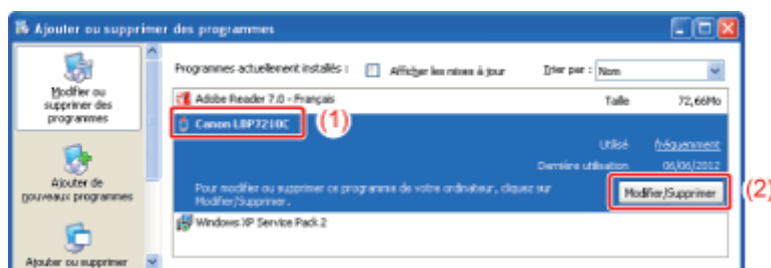 Ajouter ou supprimer des programmes
Modifier ou
supprimer des
programmes
Programmes actuellement installés :
Afficher les mises à jour
Trier par :
Nom
Adobe Reader 7.0 - Français
Taille
72,66Mo
Canon LBP7210C
(1)
Utilisé
fréquemment
Dernière utilisation
06/06/2012
Pour modifier ou supprimer ce programme de votre ordinateur, cliquez sur
Modifier/Supprimer.
Modifier/Supprimer
(2)
Ajouter de
nouveaux programmes
Windows XP Service Pack 2
Ajouter ou supprimer